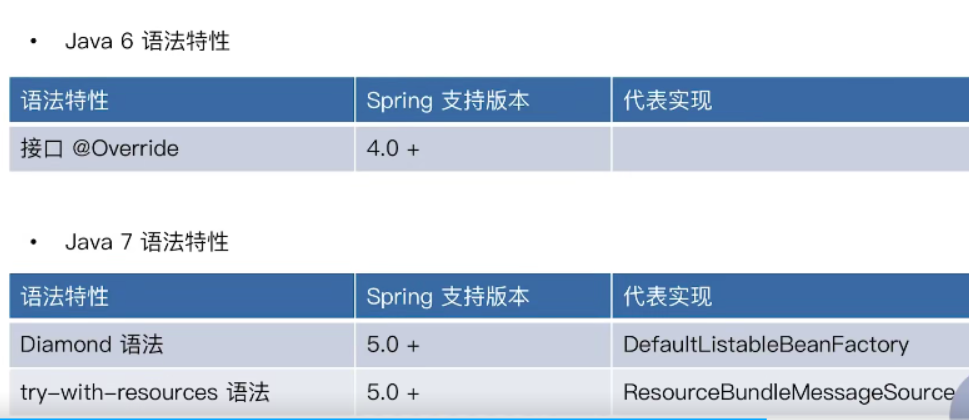 • Java 6 语法特性
语法特性 Spring 支持版本 代表实现
接口 @Override 4.0 +
• Java 7 语法特性
语法特性 Spring 支持版本 代表实现
Diamond 语法 5.0 + DefaultListableBeanFactory
try-with-resources 语法 5.0 + ResourceBundleMessageSource